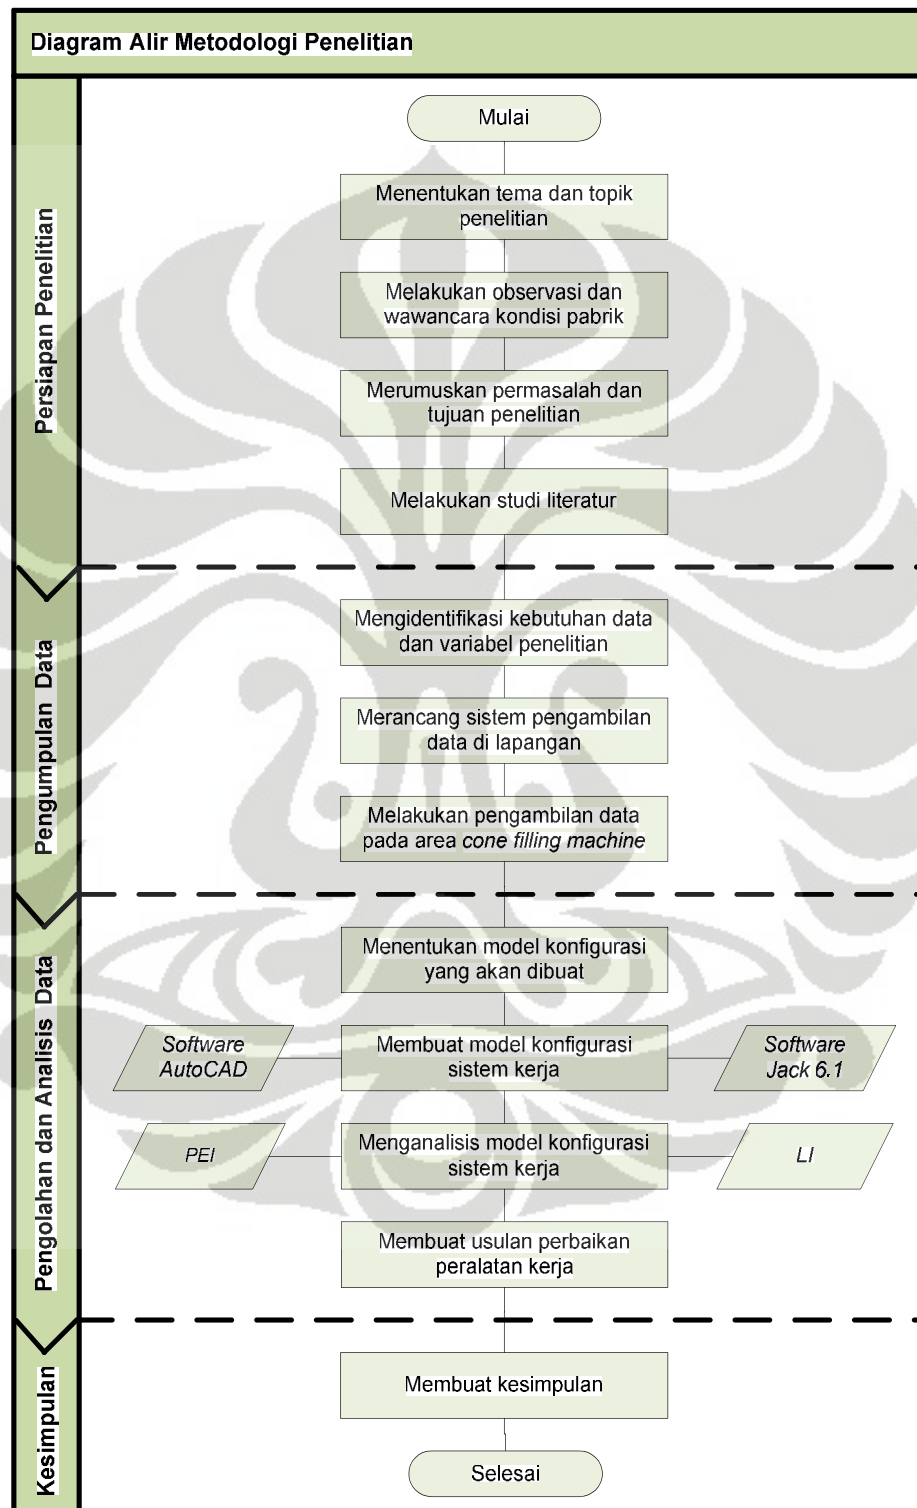 Diagram Alir Metodologi Penelitian
Persiapan Penelitian
Mulai
Menentukan tema dan topik
penelitian
Melakukan observasi dan
wawancara kondisi pabrik
Merumuskan permasalah dan
tujuan penelitian
Melakukan studi literatur
Pengumpulan Data
Mengidentifikasi kebutuhan data
dan variabel penelitian
Merancang sistem pengambilan
data di lapangan
Melakukan pengambilan data
pada area cone filling machine
Pengolahan dan Analisis Data
Menentukan model konfigurasi
yang akan dibuat
Software
AutoCAD
Membuat model konfigurasi
sistem kerja
Software
Jack 6.1
PEI
Menganalisis model konfigurasi
sistem kerja
LI
Membuat usulan perbaikan
peralatan kerja
Kesimpulan
Membuat kesimpulan
Selesai